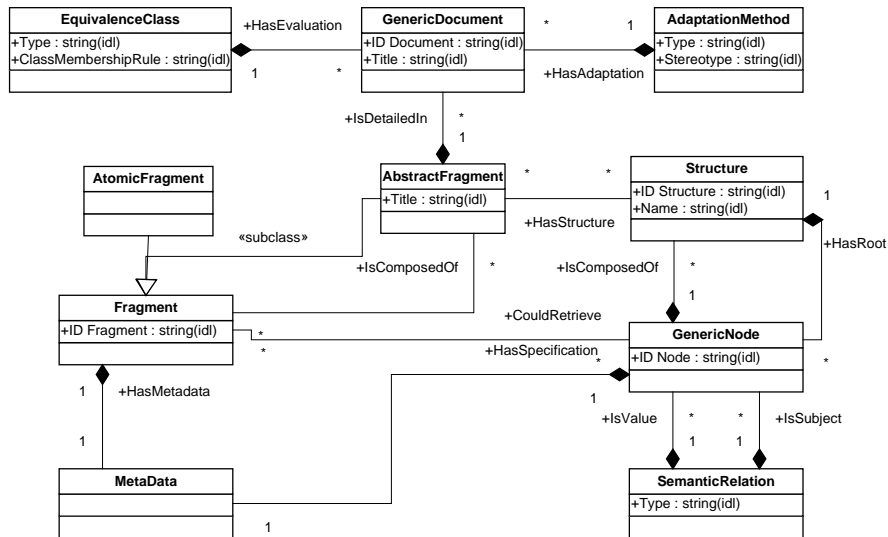 EquivalenceClass
+Type : string(idl)
+ClassMembershipRule : string(idl)
+HasEvaluation
1
*
GenericDocument
+ID Document : string(idl)
+Title : string(idl)
*
1
+HasAdaptation
AdaptationMethod
+Type : string(idl)
+Stereotype : string(idl)
+IsDetailedIn
*
1
AtomicFragment
AbstractFragment
+Title : string(idl)
*
*
+HasStructure
Structure
+ID Structure : string(idl)
+Name : string(idl)
1
+HasRoot
«subclass»
+IsComposedOf
*
+IsComposedOf
*
1
Fragment
+ID Fragment : string(idl)
*
*
+CouldRetrieve
+HasSpecification
*
GenericNode
+ID Node : string(idl)
*
1
+HasMetadata
1
1
+IsValue
*
1
*
+IsSubject
1
MetaData
1
SemanticRelation
+Type : string(idl)